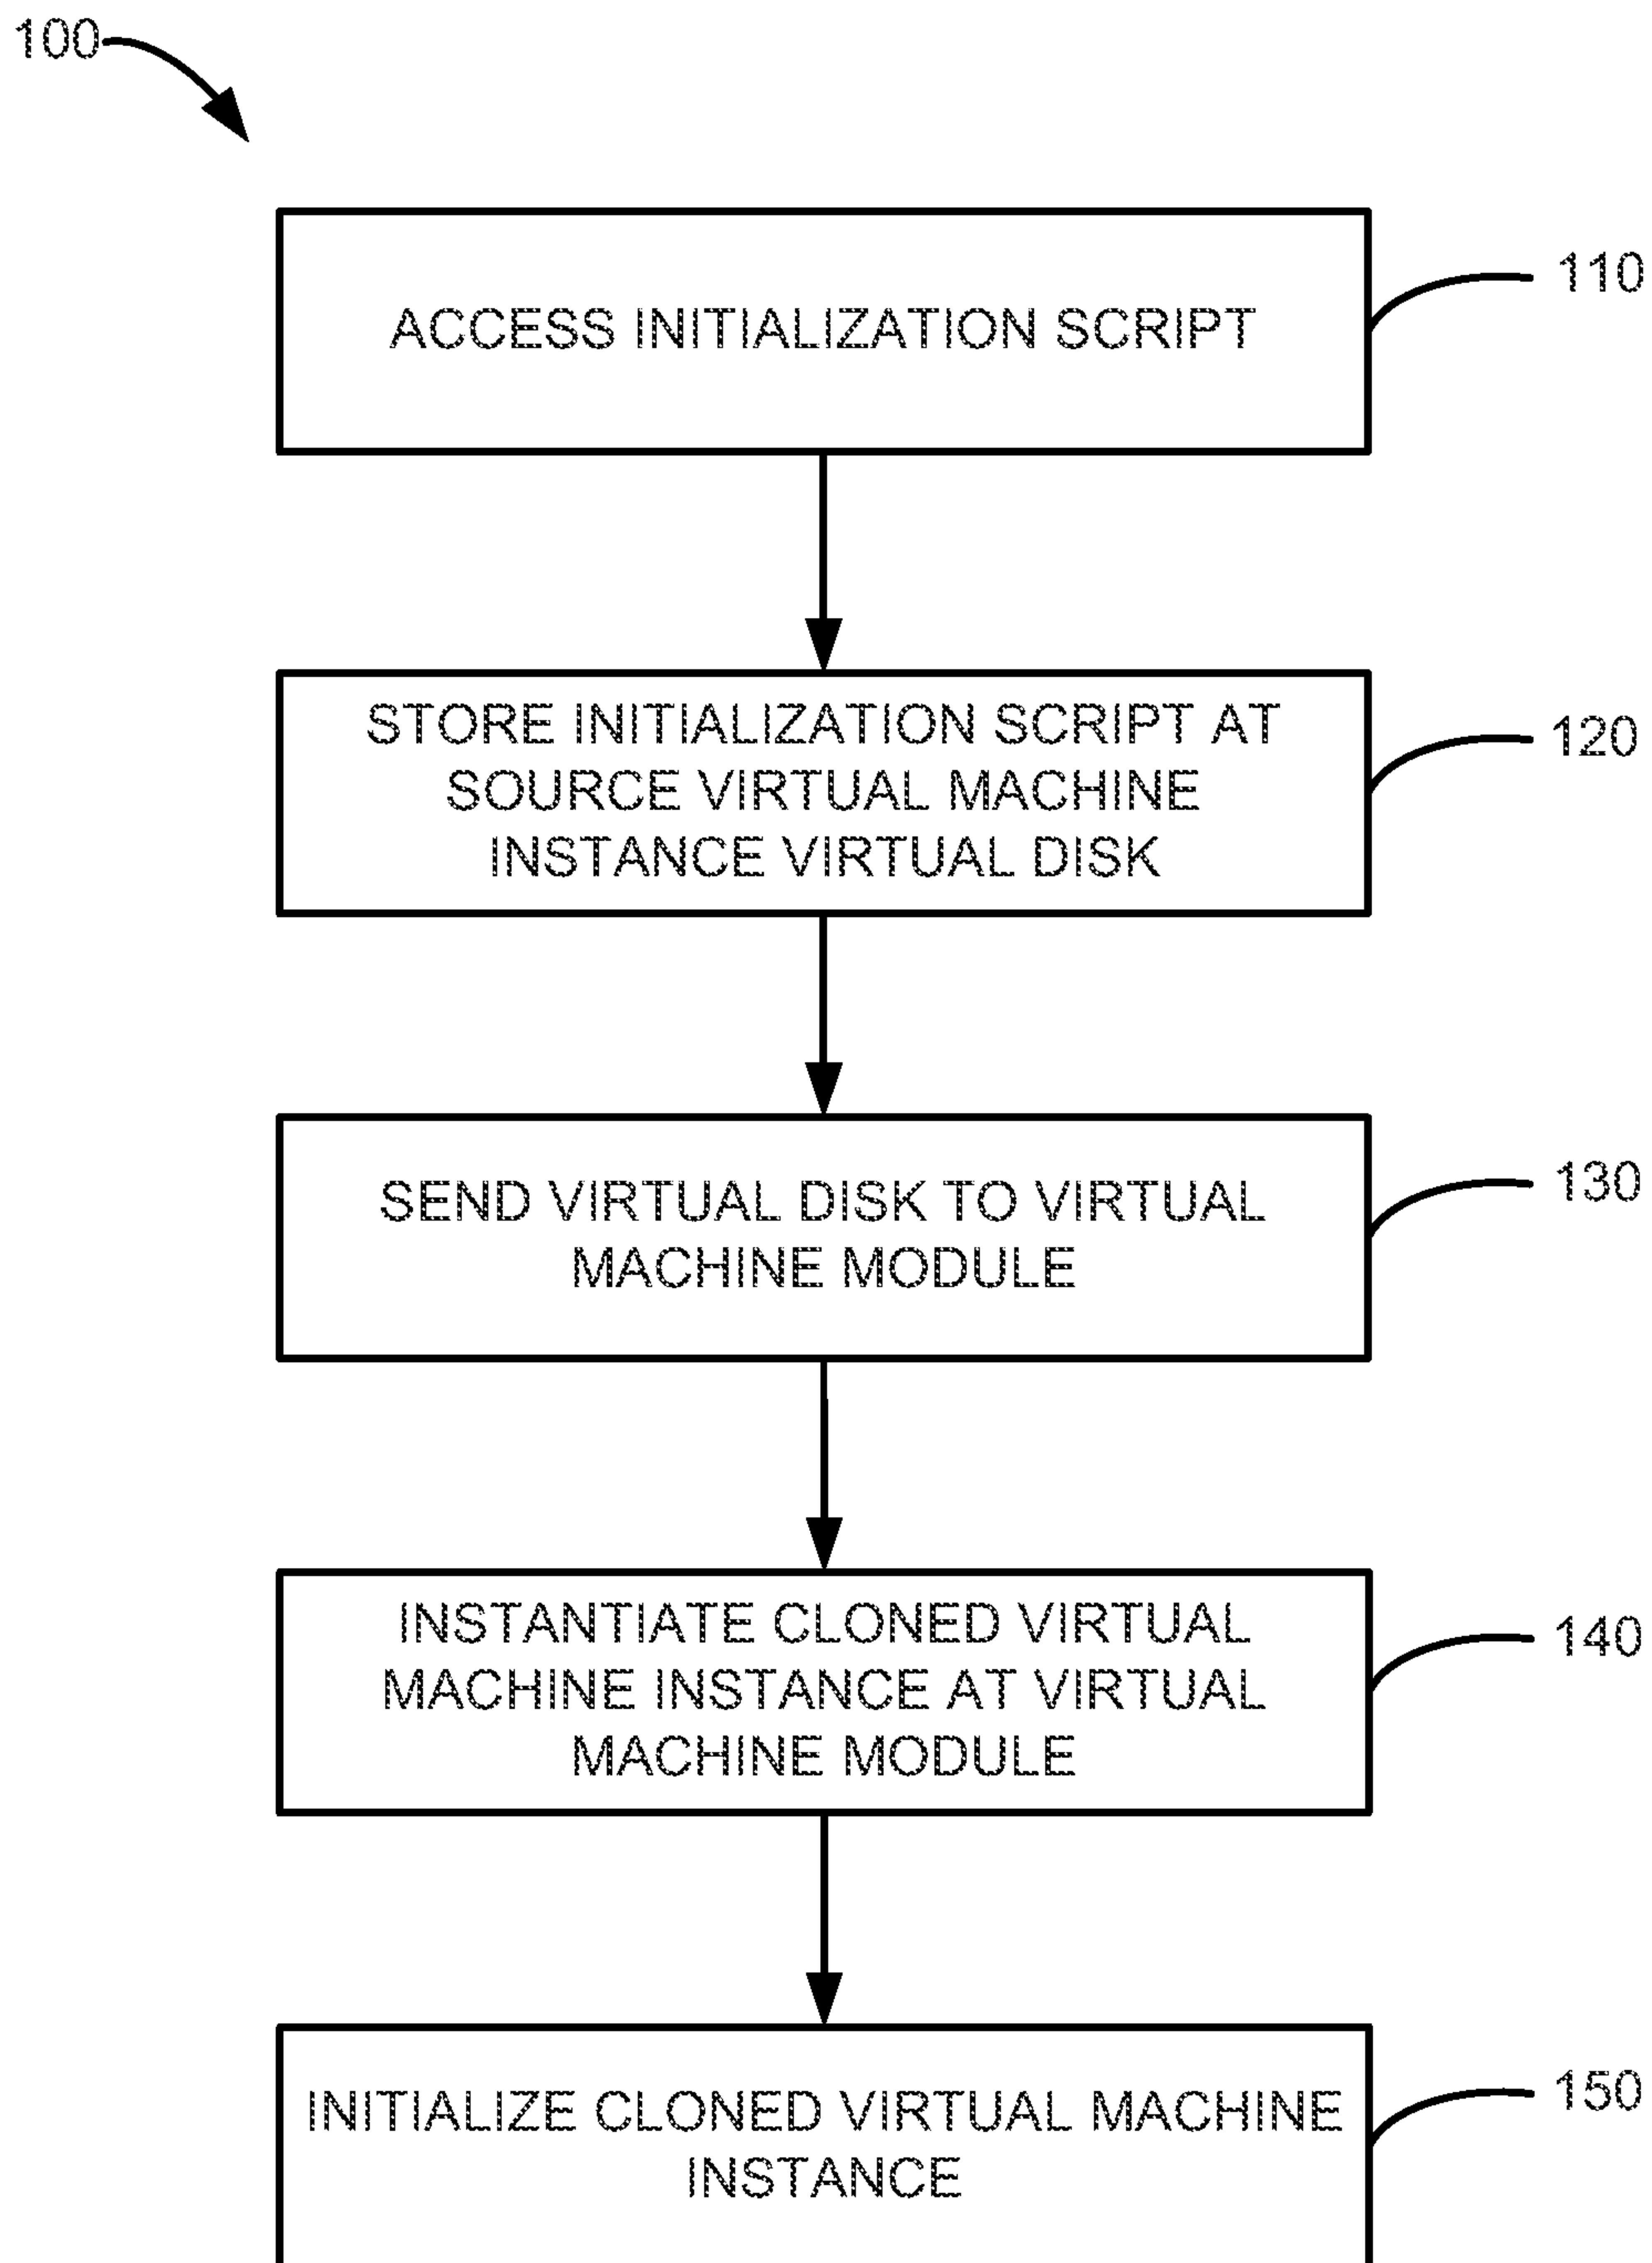 100
ACCESS INITIALIZATION SCRIPT
110
STORE INITIALIZATION SCRIPT AT
SOURCE VIRTUAL MACHINE
INSTANCE VIRTUAL DISK
120
SEND VIRTUAL DISK TO VIRTUAL
MACHINE MODULE
130
INSTANTIATE CLONED VIRTUAL
MACHINE INSTANCE AT VIRTUAL
MACHINE MODULE
140
INITIALIZE CLONED VIRTUAL MACHINE
INSTANCE
150